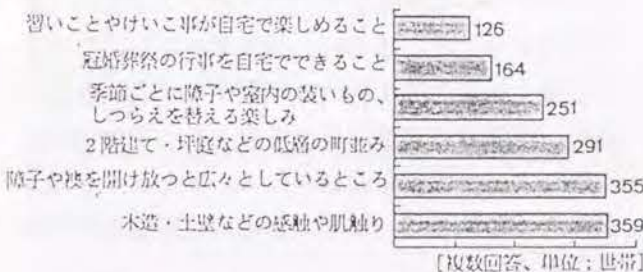 習いことやけいこ事が自宅で楽しめること 126
冠婚葬祭の行事を自宅でできること 164
季節ごとに障子や室内の装いもの、
しつらえを替える楽しみ 251
2階建て・坪庭などの低層の町並み 291
障子や襖を開け放つと広々としているところ 355
木造・土壁などの感触や肌触り 359
[複数回答、単位；世帯]